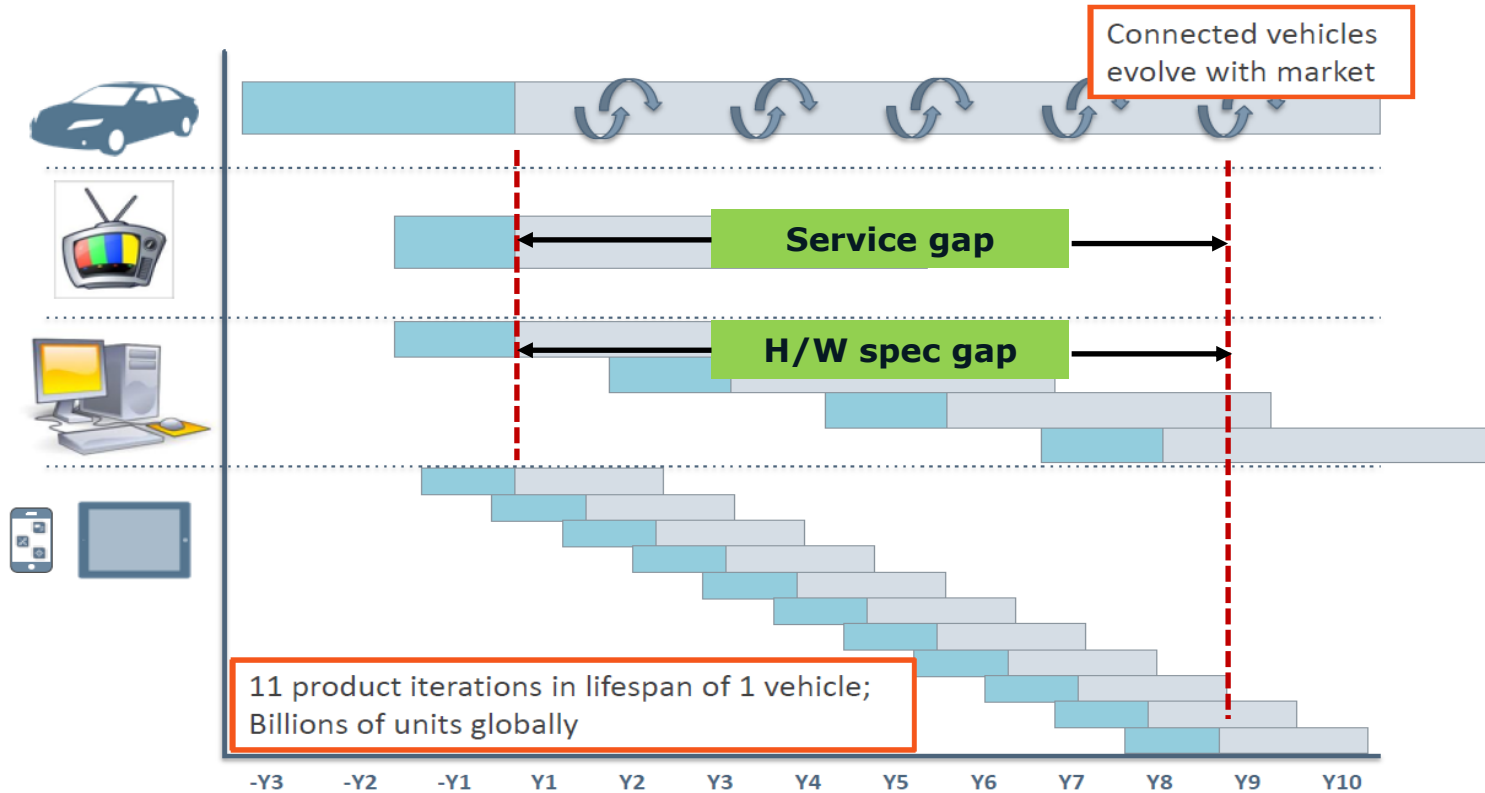 Connected vehicles
evolve with market
Service gap
H/W spec gap
11 product iterations in lifespan of 1 vehicle;
Billions of units globally
-Y3 -Y2 -Y1 Y1 Y2 Y3 Y4 Y5 Y6 Y7 Y8 Y9 Y10